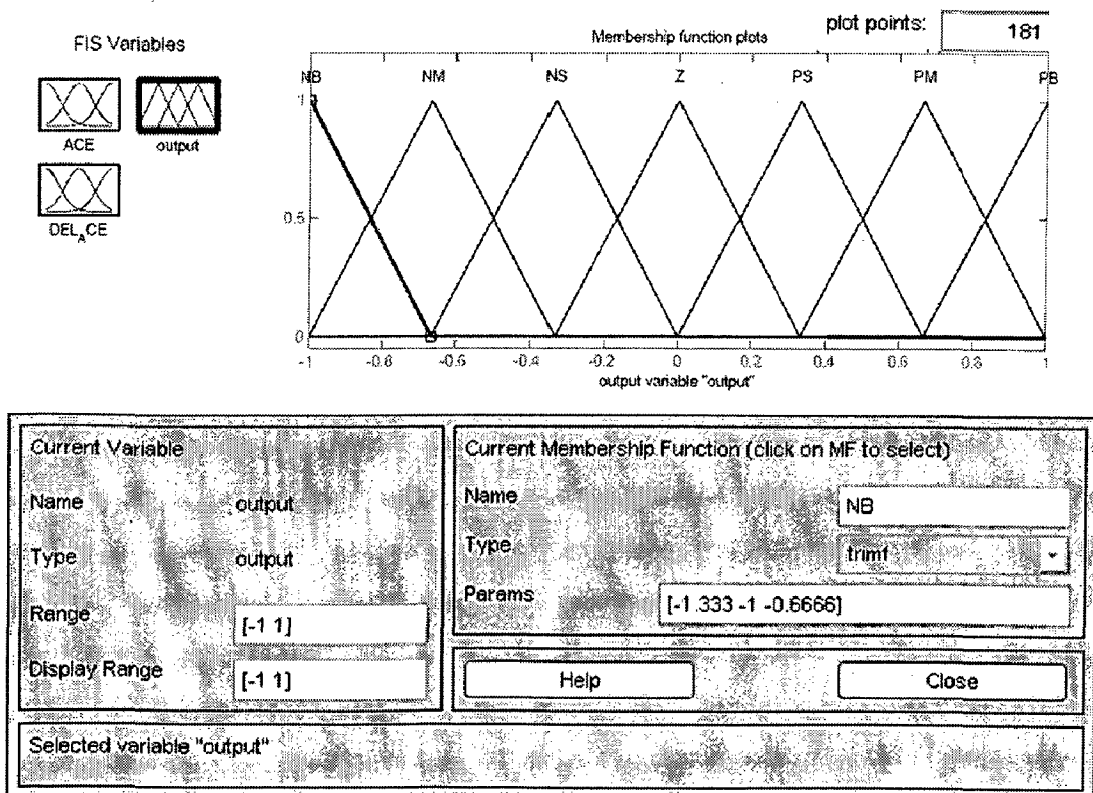 plot points: 181
FIS Variables
Membership function plots
NB NM NS Z PS PM PB
ACE
output
DEL_ACE
1
0.5
0
-1 -0.8 -0.6 -0.4 -0.2 0 0.2 0.4 0.6 0.8 1
output variable "output"
Current Variable
Name output
Type output
Range [-1 1]
Display Range [-1 1]
Current Membership Function (click on MF to select)
Name NB
Type trimf
Params [-1.333 -1 -0.6666]
Help Close
Selected variable "output"